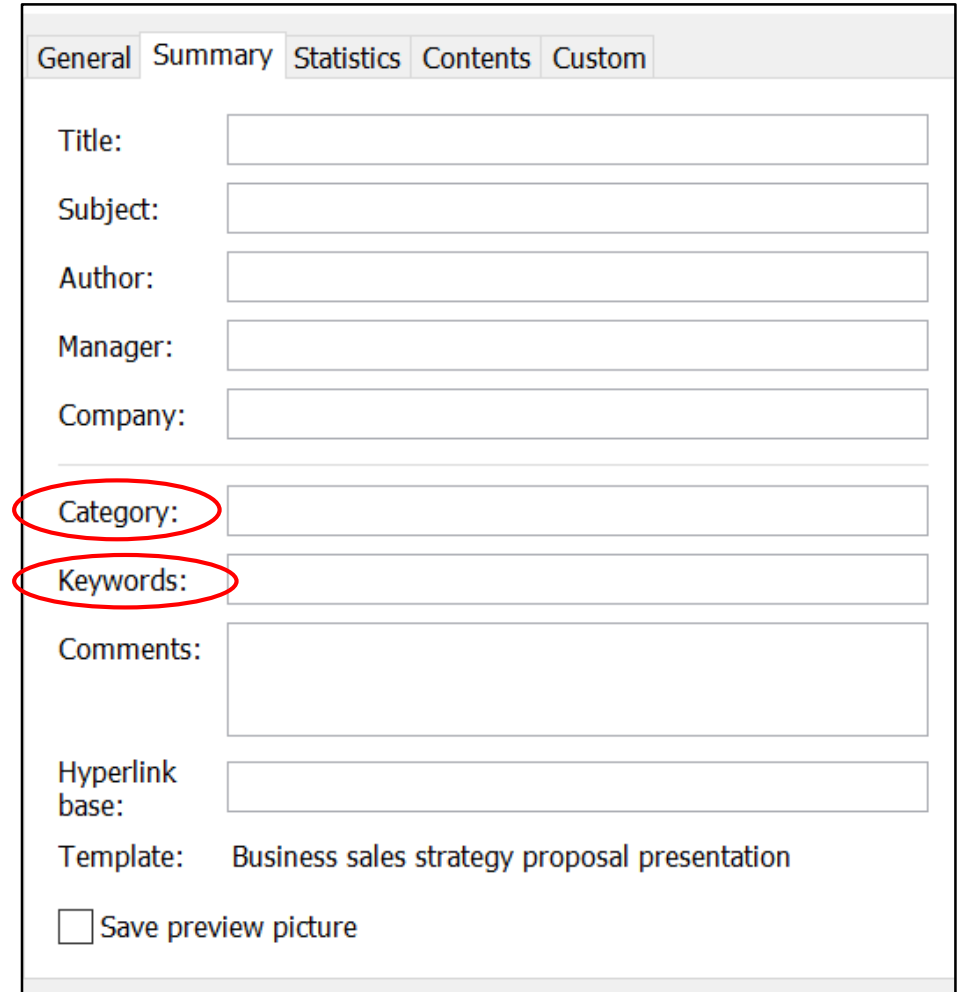 General Summary Statistics Contents Custom
Title:
Subject:
Author:
Manager:
Company:
Category:
Keywords:
Comments:
Hyperlink
base:
Template: Business sales strategy proposal presentation
Save preview picture